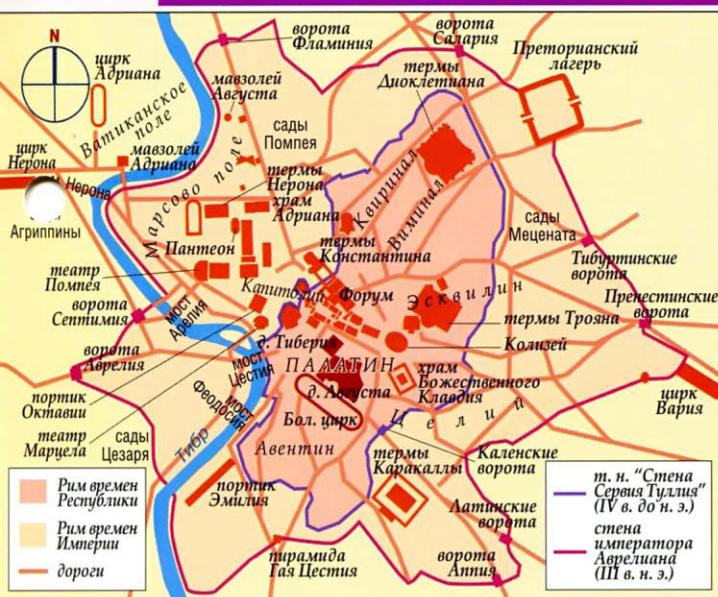 N
цирк
Адриана
ворота
Фламиния
ворота
Салария
Преторианский
лагерь
термы
Диоклетиана
мавзолей
Августа
Ватиканское
поле
сады
Помпея
цирк
Нерона
мавзолей
Адриана
Нерона
Агриппины
Марсово поле
термы
Нерона
храм
Адриана
Квиринал
Виминал
Пантеон
термы
Константина
сады
Мецената
Тибуртинские
ворота
театр
Помпея
Капитолий
Форум
Эсквилин
Пренестинские
ворота
ворота
Септимия
мост
Арелия
термы Трояна
д. Тиберия
Колизей
ворота
Аврелия
мост
Цестия
ПАЛАТИН
храм
Божественного
Клавдия
д. Августа
портик
Октавии
мост
Феодосия
Бол. цирк
Целий
цирк
Вария
театр
Марцела
сады
Цезаря
Тибр
Авентин
термы
Каракаллы
Каленские
ворота
портик
Эмилия
Латинские
ворота
пирамида
Гая Цестия
ворота
Аппия
Рим времен
Республики
Рим времен
Империи
дороги
т. н. "Стена
Сервия Туллия"
(IV в. до н. э.)
стена
императора
Аврелиана
(III в. н. э.)